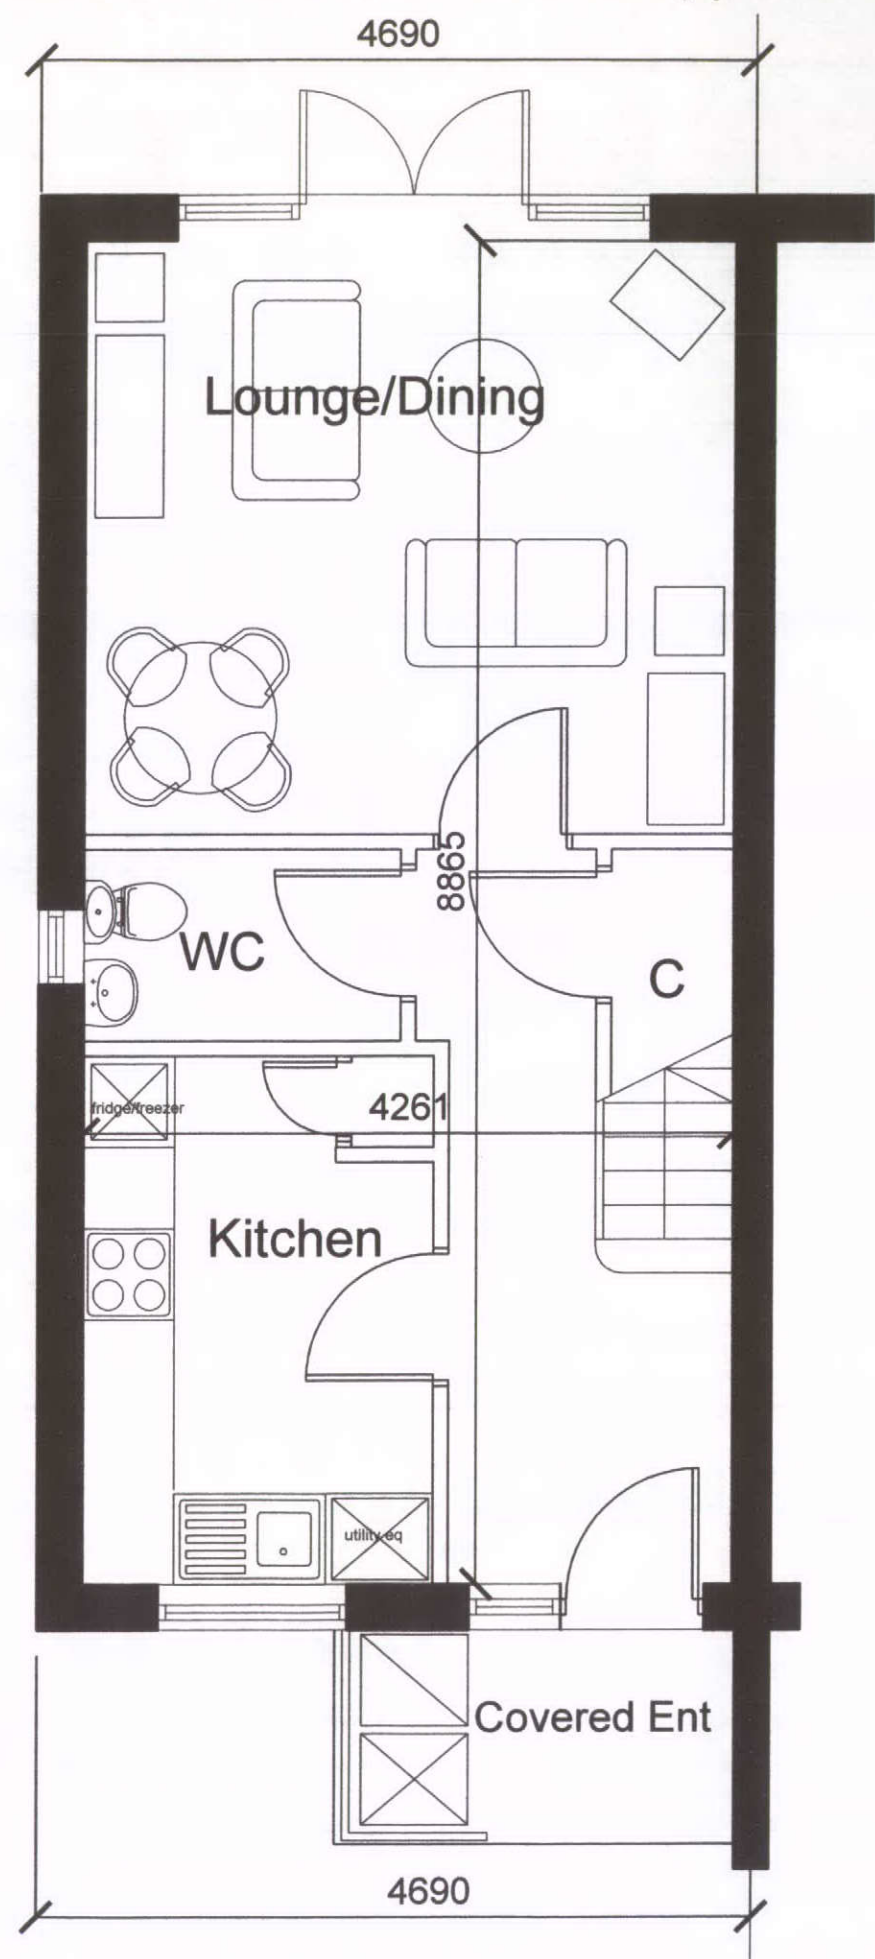 4690
Lounge/Dining
8865
WC
C
fridge/freezer
4261
Kitchen
utility eq
Covered Ent
4690